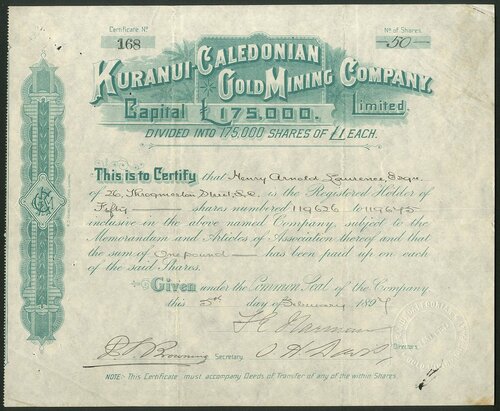 Certificate No
168
No of Shares
50
KURANUI-CALEDONIAN
GOLD MINING COMPANY,
Capital £175,000. Limited.
DIVIDED INTO 175,000 SHARES OF £1 EACH.
This is to Certify that Henry Arnold Laurence, Esqre
of 26, Throgmorton Street, E.C. is the Registered Holder of
Fifty shares numbered 119626 to 119675
inclusive in the above named Company, subject to the
Memorandum and Articles of Association thereof and that
the sum of One pound has been paid up on each
of the said Shares.
Given under the Common Seal of the Company
this 5th day of February 1897
Browning Secretary.
Directors.
NOTE:- This Certificate must accompany Deeds of Transfer of any of the within Shares.